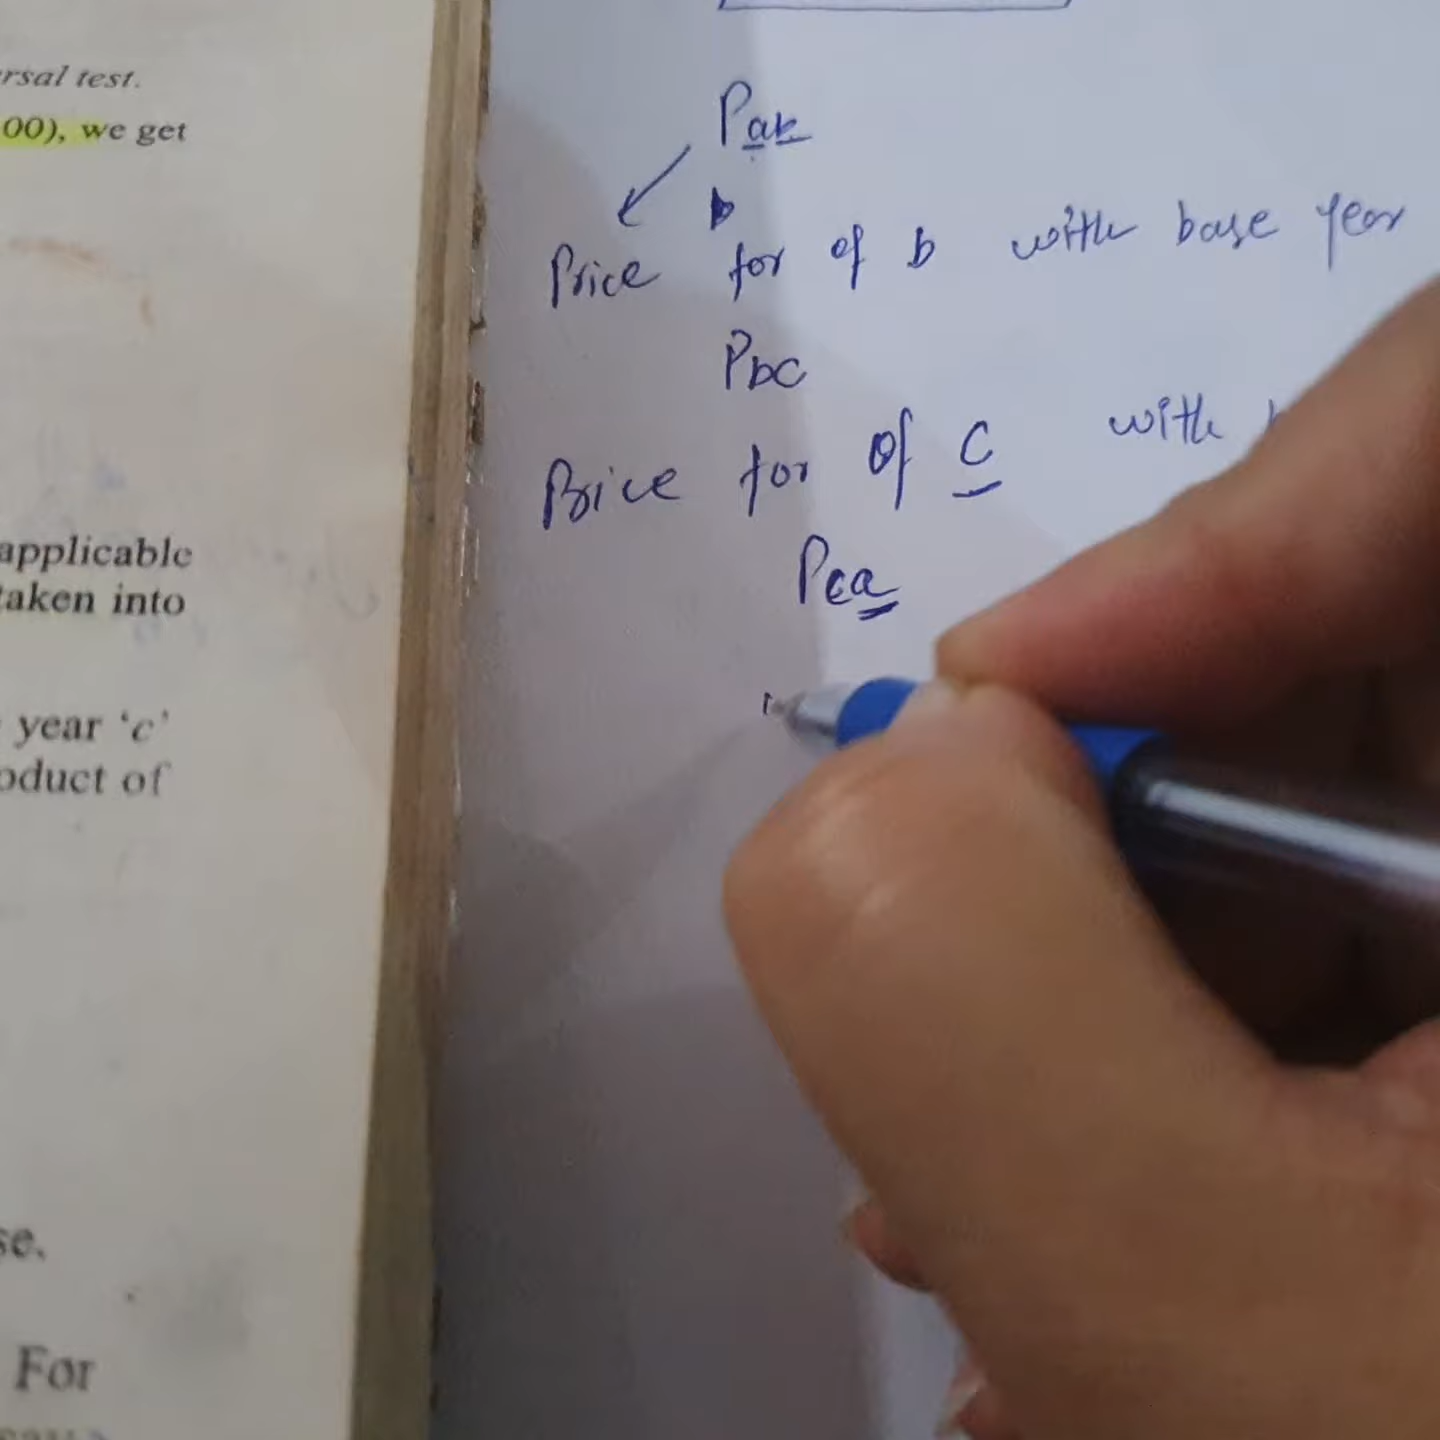 rsal test.
00), we get
applicable
taken into
year ‘c’
oduct of
se.
For
Pab
b
Price for of b with base year
Pbc
Price for of C with
Pca